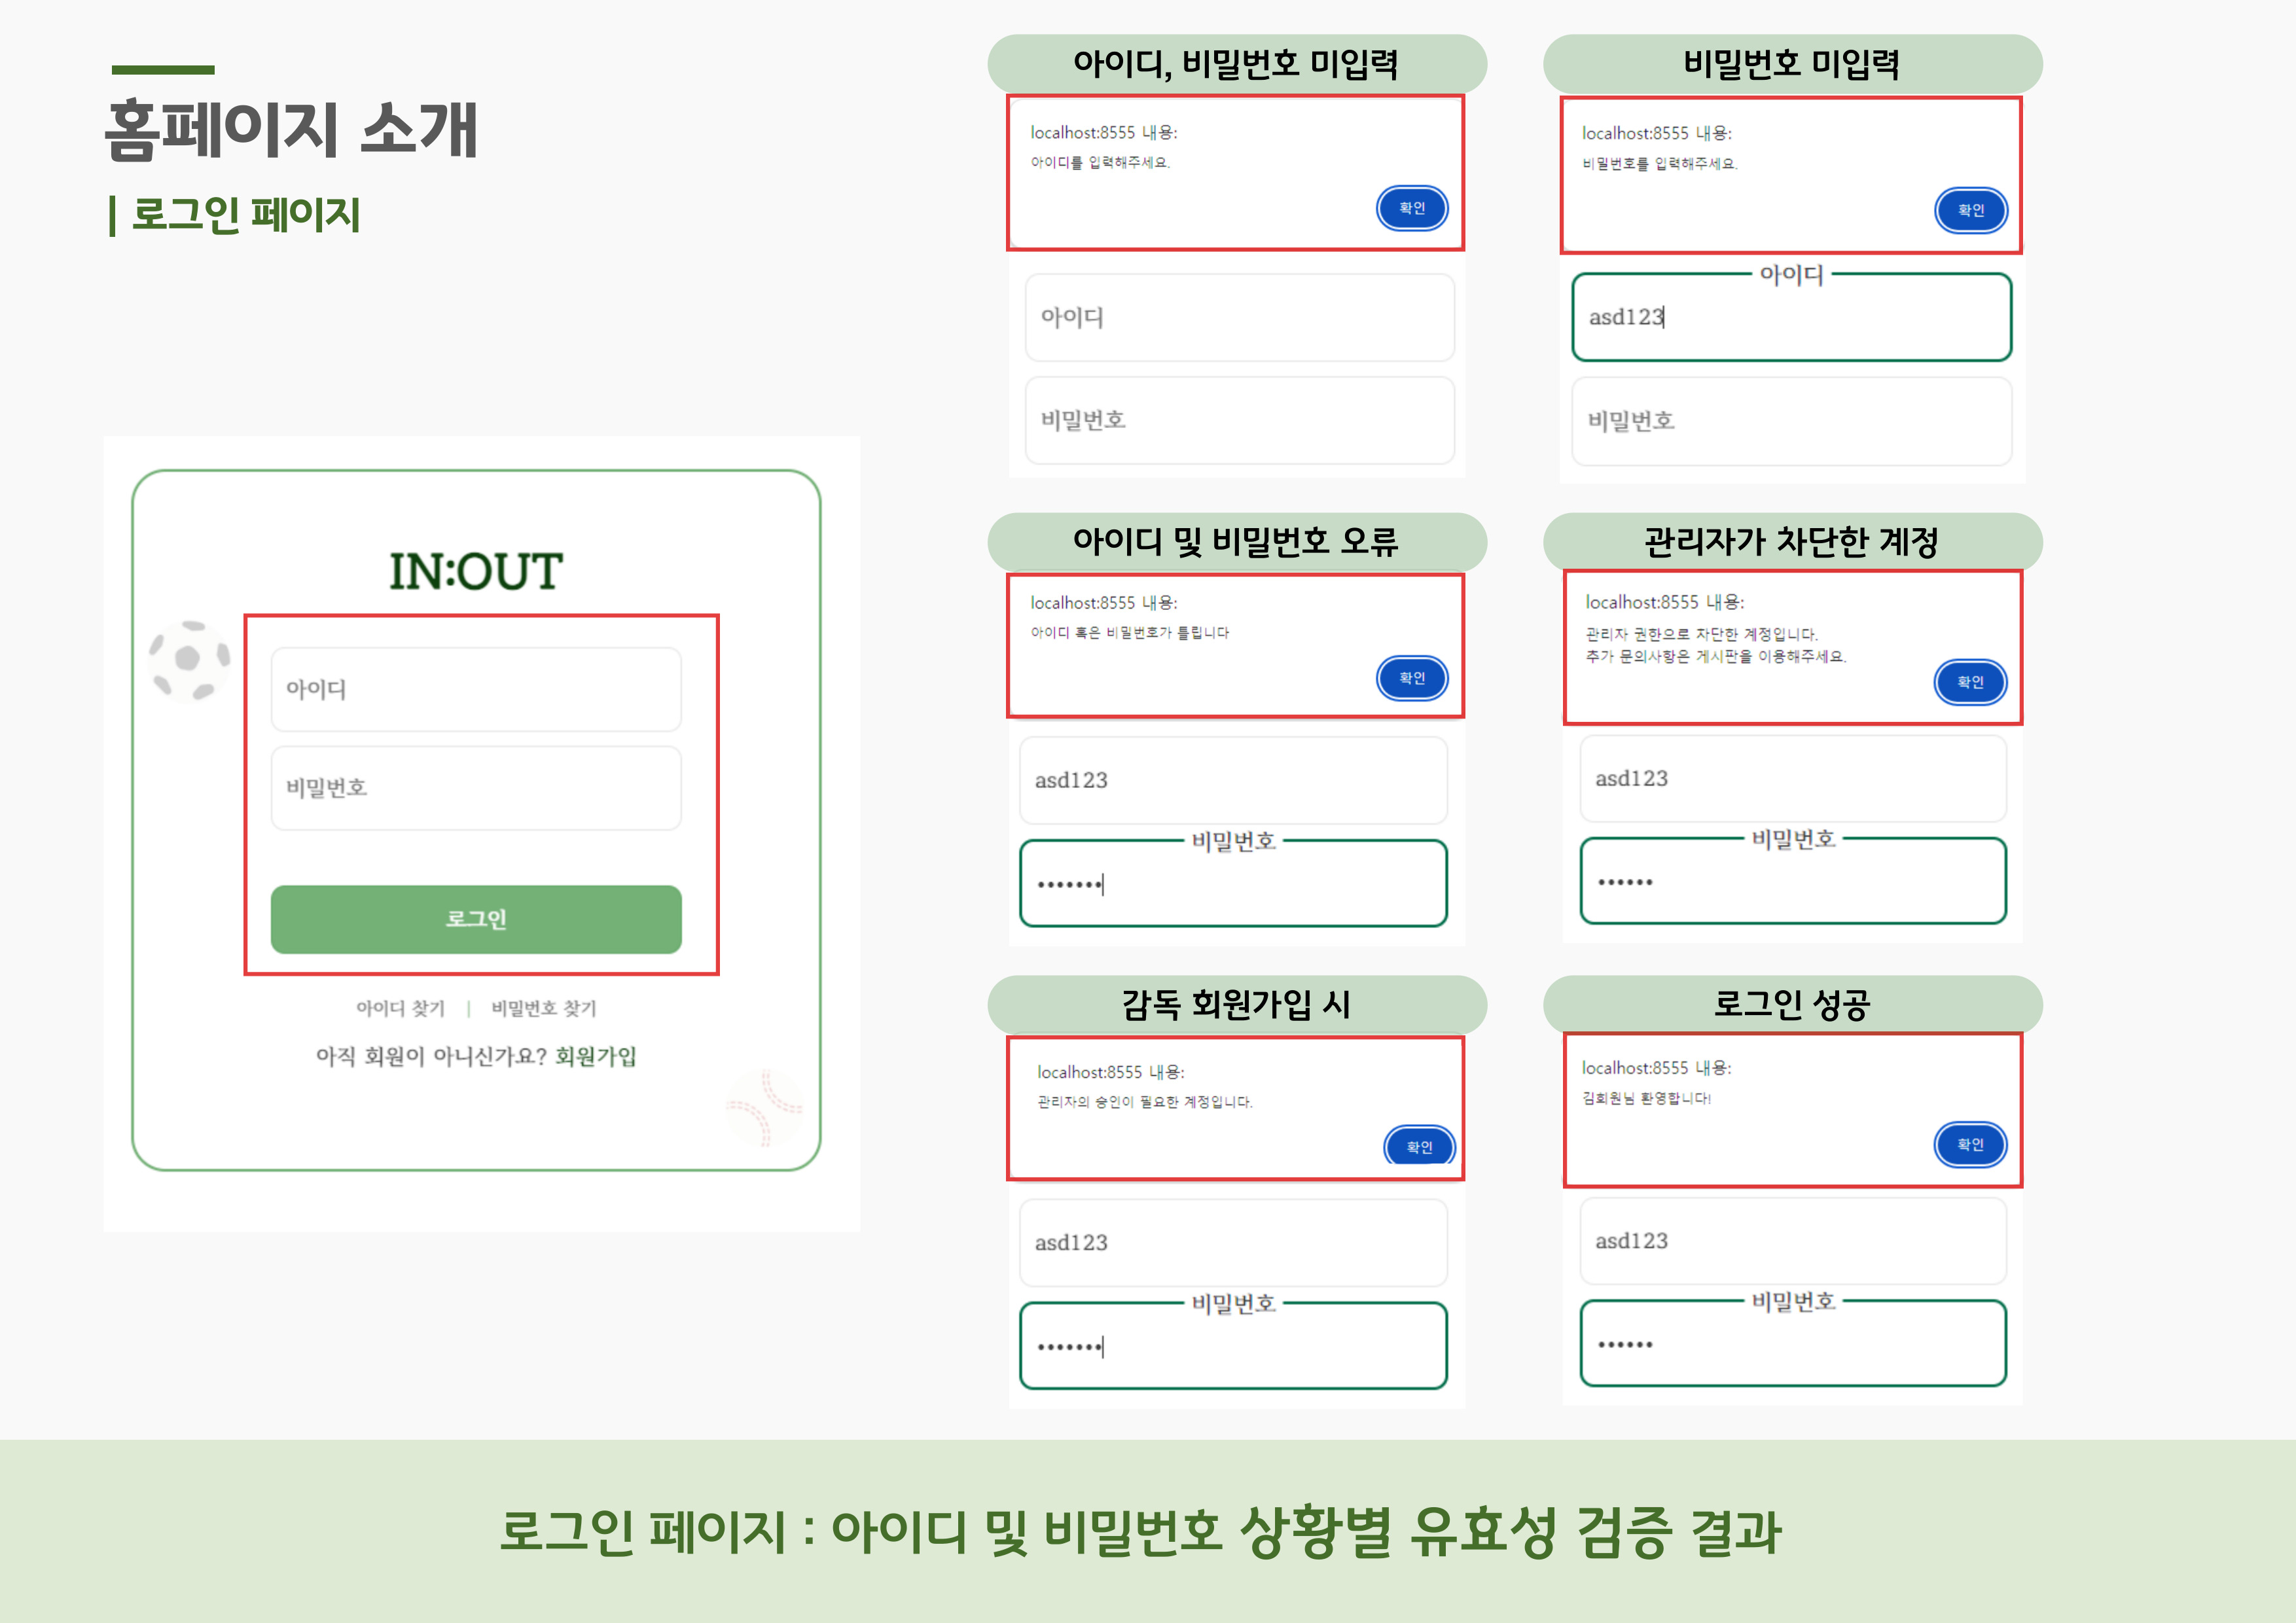 홈페이지 소개
| 로그인 페이지
IN:OUT
아이디
비밀번호
로그인
아이디 찾기 | 비밀번호 찾기
아직 회원이 아니신가요? 회원가입
아이디, 비밀번호 미입력
localhost:8555 내용:
아이디를 입력해주세요.
확인
아이디
비밀번호
비밀번호 미입력
localhost:8555 내용:
비밀번호를 입력해주세요.
확인
아이디
asd123
비밀번호
아이디 및 비밀번호 오류
localhost:8555 내용:
아이디 혹은 비밀번호가 틀립니다
확인
asd123
비밀번호
•••••••
관리자가 차단한 계정
localhost:8555 내용:
관리자 권한으로 차단한 계정입니다.
추가 문의사항은 게시판을 이용해주세요.
확인
asd123
비밀번호
••••••
감독 회원가입 시
localhost:8555 내용:
관리자의 승인이 필요한 계정입니다.
확인
asd123
비밀번호
•••••••
로그인 성공
localhost:8555 내용:
김회원님 환영합니다!
확인
asd123
비밀번호
••••••
로그인 페이지 : 아이디 및 비밀번호 상황별 유효성 검증 결과